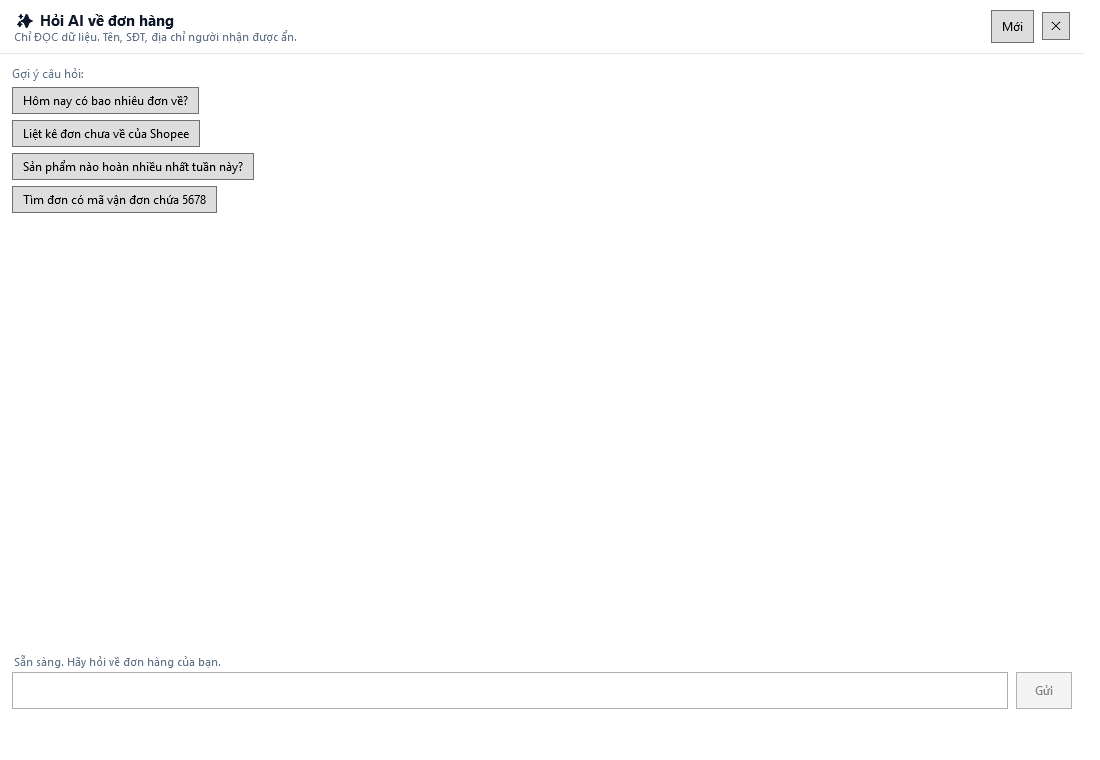 Hỏi AI về đơn hàng
Chỉ ĐỌC dữ liệu. Tên, SĐT, địa chỉ người nhận được ẩn.
Mới
Gợi ý câu hỏi:
Hôm nay có bao nhiêu đơn về?
Liệt kê đơn chưa về của Shopee
Sản phẩm nào hoàn nhiều nhất tuần này?
Tìm đơn có mã vận đơn chứa 5678
Sẵn sàng. Hãy hỏi về đơn hàng của bạn.
Gửi